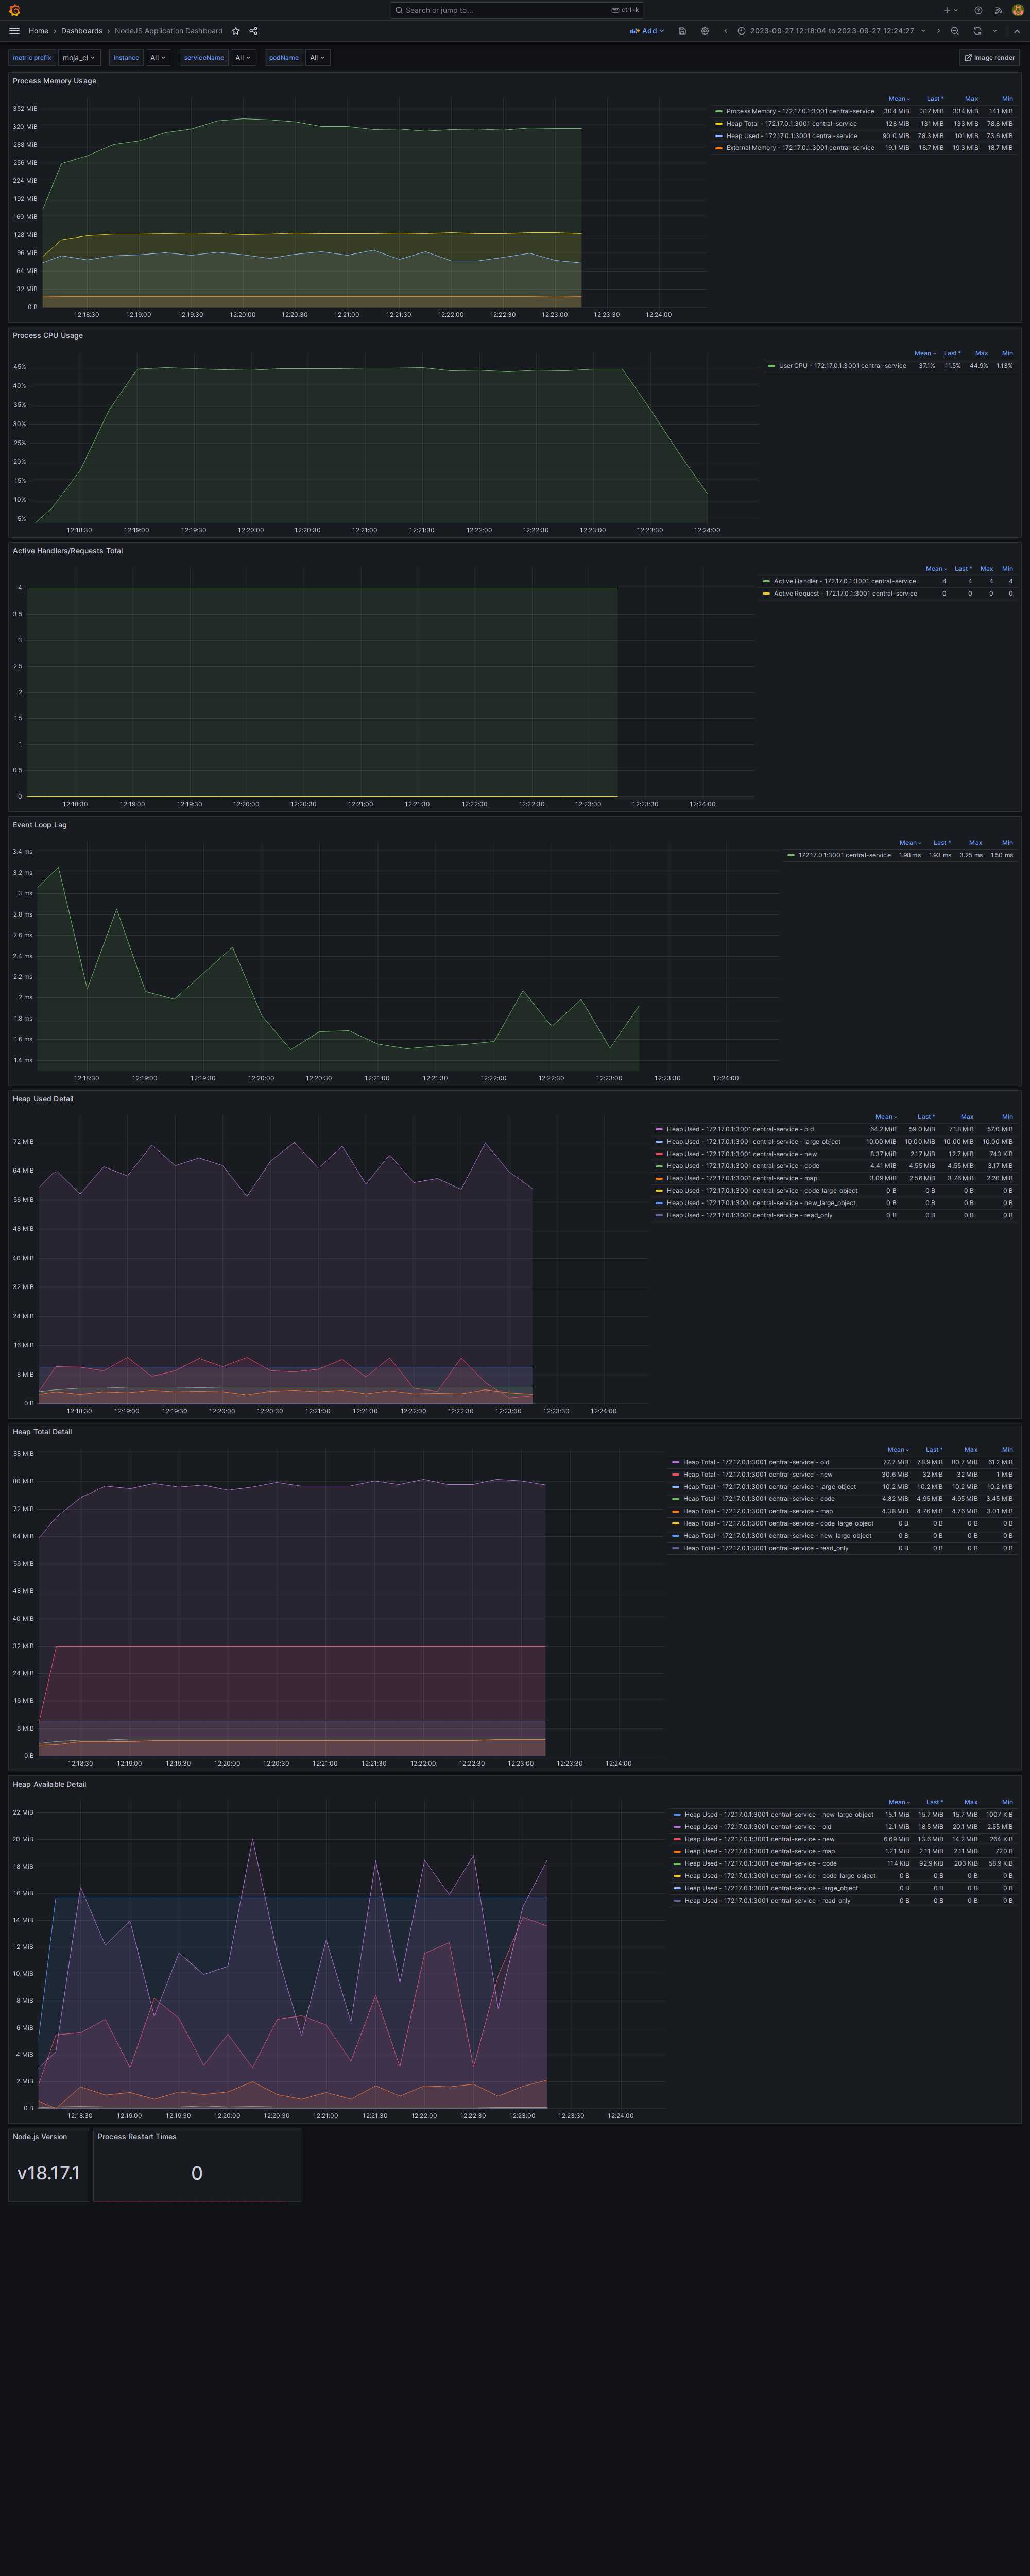 Search or jump to...
ctrl+k
Home › Dashboards › NodeJS Application Dashboard
Add
2023-09-27 12:18:04 to 2023-09-27 12:24:27
metric prefix moja_cl instance All serviceName All podName All
Image render
Process Memory Usage
352 MiB
320 MiB
288 MiB
256 MiB
224 MiB
192 MiB
160 MiB
128 MiB
96 MiB
64 MiB
32 MiB
0 B
12:18:30 12:19:00 12:19:30 12:20:00 12:20:30 12:21:00 12:21:30 12:22:00 12:22:30 12:23:00 12:23:30 12:24:00
Mean Last * Max Min
Process Memory - 172.17.0.1:3001 central-service 304 MiB 317 MiB 334 MiB 141 MiB
Heap Total - 172.17.0.1:3001 central-service 128 MiB 131 MiB 133 MiB 78.8 MiB
Heap Used - 172.17.0.1:3001 central-service 90.0 MiB 78.3 MiB 101 MiB 73.6 MiB
External Memory - 172.17.0.1:3001 central-service 19.1 MiB 18.7 MiB 19.3 MiB 18.7 MiB
Process CPU Usage
45%
40%
35%
30%
25%
20%
15%
10%
5%
12:18:30 12:19:00 12:19:30 12:20:00 12:20:30 12:21:00 12:21:30 12:22:00 12:22:30 12:23:00 12:23:30 12:24:00
Mean Last * Max Min
User CPU - 172.17.0.1:3001 central-service 37.1% 11.5% 44.9% 1.13%
Active Handlers/Requests Total
4
3.5
3
2.5
2
1.5
1
0.5
0
12:18:30 12:19:00 12:19:30 12:20:00 12:20:30 12:21:00 12:21:30 12:22:00 12:22:30 12:23:00 12:23:30 12:24:00
Mean Last * Max Min
Active Handler - 172.17.0.1:3001 central-service 4 4 4 4
Active Request - 172.17.0.1:3001 central-service 0 0 0 0
Event Loop Lag
3.4 ms
3.2 ms
3 ms
2.8 ms
2.6 ms
2.4 ms
2.2 ms
2 ms
1.8 ms
1.6 ms
1.4 ms
12:18:30 12:19:00 12:19:30 12:20:00 12:20:30 12:21:00 12:21:30 12:22:00 12:22:30 12:23:00 12:23:30 12:24:00
Mean Last * Max Min
172.17.0.1:3001 central-service 1.98 ms 1.93 ms 3.25 ms 1.50 ms
Heap Used Detail
72 MiB
64 MiB
56 MiB
48 MiB
40 MiB
32 MiB
24 MiB
16 MiB
8 MiB
0 B
12:18:30 12:19:00 12:19:30 12:20:00 12:20:30 12:21:00 12:21:30 12:22:00 12:22:30 12:23:00 12:23:30 12:24:00
Mean Last * Max Min
Heap Used - 172.17.0.1:3001 central-service - old 64.2 MiB 59.0 MiB 71.8 MiB 57.0 MiB
Heap Used - 172.17.0.1:3001 central-service - large_object 10.00 MiB 10.00 MiB 10.00 MiB 10.00 MiB
Heap Used - 172.17.0.1:3001 central-service - new 8.37 MiB 2.17 MiB 12.7 MiB 743 KiB
Heap Used - 172.17.0.1:3001 central-service - code 4.41 MiB 4.55 MiB 4.55 MiB 3.17 MiB
Heap Used - 172.17.0.1:3001 central-service - map 3.09 MiB 2.56 MiB 3.76 MiB 2.20 MiB
Heap Used - 172.17.0.1:3001 central-service - code_large_object 0 B 0 B 0 B 0 B
Heap Used - 172.17.0.1:3001 central-service - new_large_object 0 B 0 B 0 B 0 B
Heap Used - 172.17.0.1:3001 central-service - read_only 0 B 0 B 0 B 0 B
Heap Total Detail
88 MiB
80 MiB
72 MiB
64 MiB
56 MiB
48 MiB
40 MiB
32 MiB
24 MiB
16 MiB
8 MiB
0 B
12:18:30 12:19:00 12:19:30 12:20:00 12:20:30 12:21:00 12:21:30 12:22:00 12:22:30 12:23:00 12:23:30 12:24:00
Mean Last * Max Min
Heap Total - 172.17.0.1:3001 central-service - old 77.7 MiB 78.9 MiB 80.7 MiB 61.2 MiB
Heap Total - 172.17.0.1:3001 central-service - new 30.6 MiB 32 MiB 32 MiB 1 MiB
Heap Total - 172.17.0.1:3001 central-service - large_object 10.2 MiB 10.2 MiB 10.2 MiB 10.2 MiB
Heap Total - 172.17.0.1:3001 central-service - code 4.82 MiB 4.95 MiB 4.95 MiB 3.45 MiB
Heap Total - 172.17.0.1:3001 central-service - map 4.38 MiB 4.76 MiB 4.76 MiB 3.01 MiB
Heap Total - 172.17.0.1:3001 central-service - code_large_object 0 B 0 B 0 B 0 B
Heap Total - 172.17.0.1:3001 central-service - new_large_object 0 B 0 B 0 B 0 B
Heap Total - 172.17.0.1:3001 central-service - read_only 0 B 0 B 0 B 0 B
Heap Available Detail
22 MiB
20 MiB
18 MiB
16 MiB
14 MiB
12 MiB
10 MiB
8 MiB
6 MiB
4 MiB
2 MiB
0 B
12:18:30 12:19:00 12:19:30 12:20:00 12:20:30 12:21:00 12:21:30 12:22:00 12:22:30 12:23:00 12:23:30 12:24:00
Mean Last * Max Min
Heap Used - 172.17.0.1:3001 central-service - new_large_object 15.1 MiB 15.7 MiB 15.7 MiB 1007 KiB
Heap Used - 172.17.0.1:3001 central-service - old 12.1 MiB 18.5 MiB 20.1 MiB 2.55 MiB
Heap Used - 172.17.0.1:3001 central-service - new 6.69 MiB 13.6 MiB 14.2 MiB 264 KiB
Heap Used - 172.17.0.1:3001 central-service - map 1.21 MiB 2.11 MiB 2.11 MiB 720 B
Heap Used - 172.17.0.1:3001 central-service - code 114 KiB 92.9 KiB 203 KiB 58.9 KiB
Heap Used - 172.17.0.1:3001 central-service - code_large_object 0 B 0 B 0 B 0 B
Heap Used - 172.17.0.1:3001 central-service - large_object 0 B 0 B 0 B 0 B
Heap Used - 172.17.0.1:3001 central-service - read_only 0 B 0 B 0 B 0 B
Node.js Version
v18.17.1
Process Restart Times
0